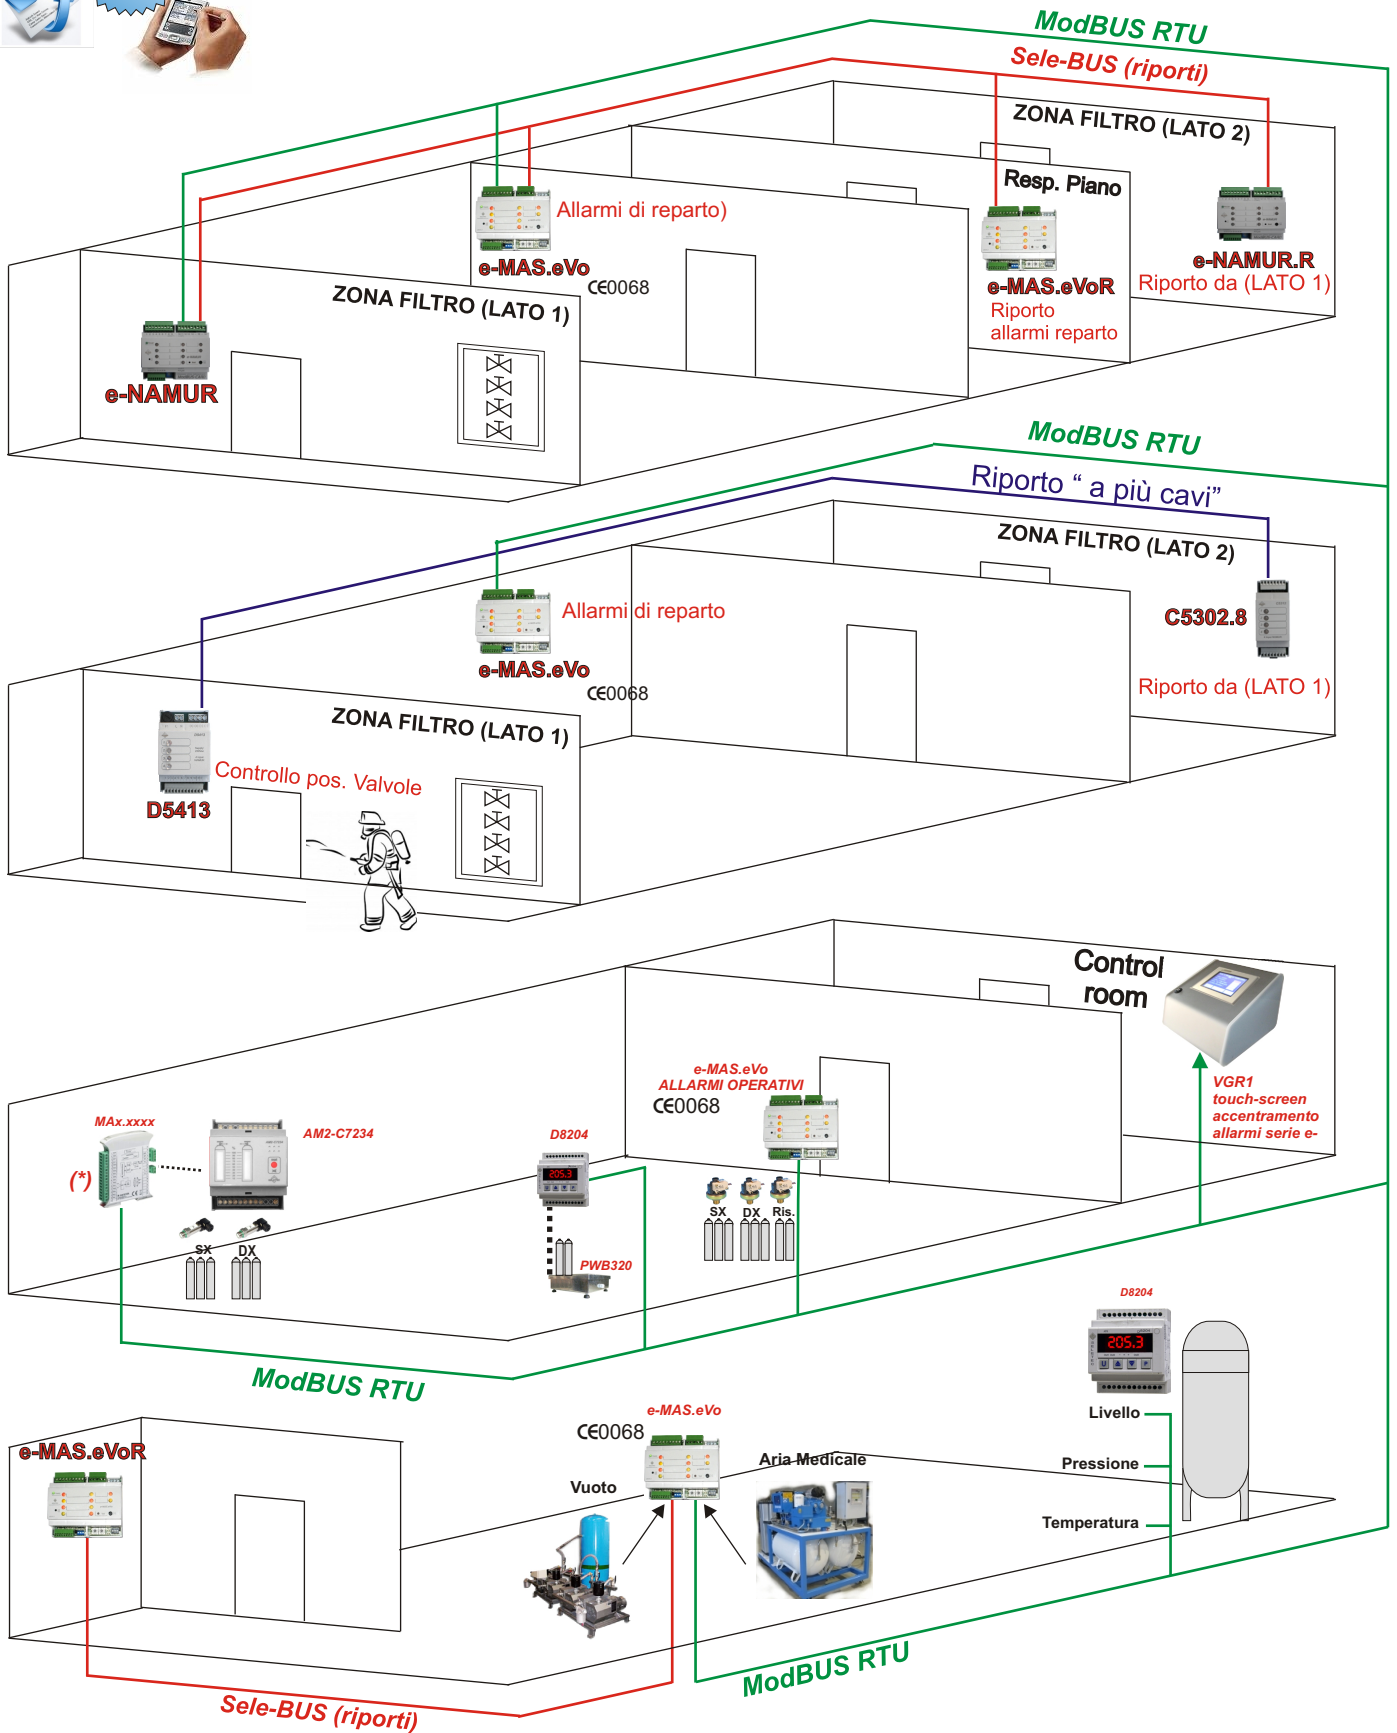 ModBUS RTU
Sele-BUS (riporti)
ZONA FILTRO (LATO 2)
Resp. Piano
Allarmi di reparto)
e-MAS.eVo
CE0068
e-MAS.eVoR
Riporto
allarmi reparto
e-NAMUR.R
Riporto da (LATO 1)
ZONA FILTRO (LATO 1)
e-NAMUR
ModBUS RTU
Riporto “ a più cavi”
ZONA FILTRO (LATO 2)
Allarmi di reparto
e-MAS.eVo
CE0068
C5302.8
Riporto da (LATO 1)
ZONA FILTRO (LATO 1)
Controllo pos. Valvole
D5413
Control
room
e-MAS.eVo
ALLARMI OPERATIVI
CE0068
VGR1
touch-screen
accentramento
allarmi serie e-
MAx.xxxx
(*)
AM2-C7234
D8204
205.3
SX
DX
Ris.
SX
DX
PWB320
D8204
205.3
ModBUS RTU
Livello
Pressione
Temperatura
e-MAS.eVo
CE0068
e-MAS.eVoR
Vuoto
Aria Medicale
ModBUS RTU
Sele-BUS (riporti)